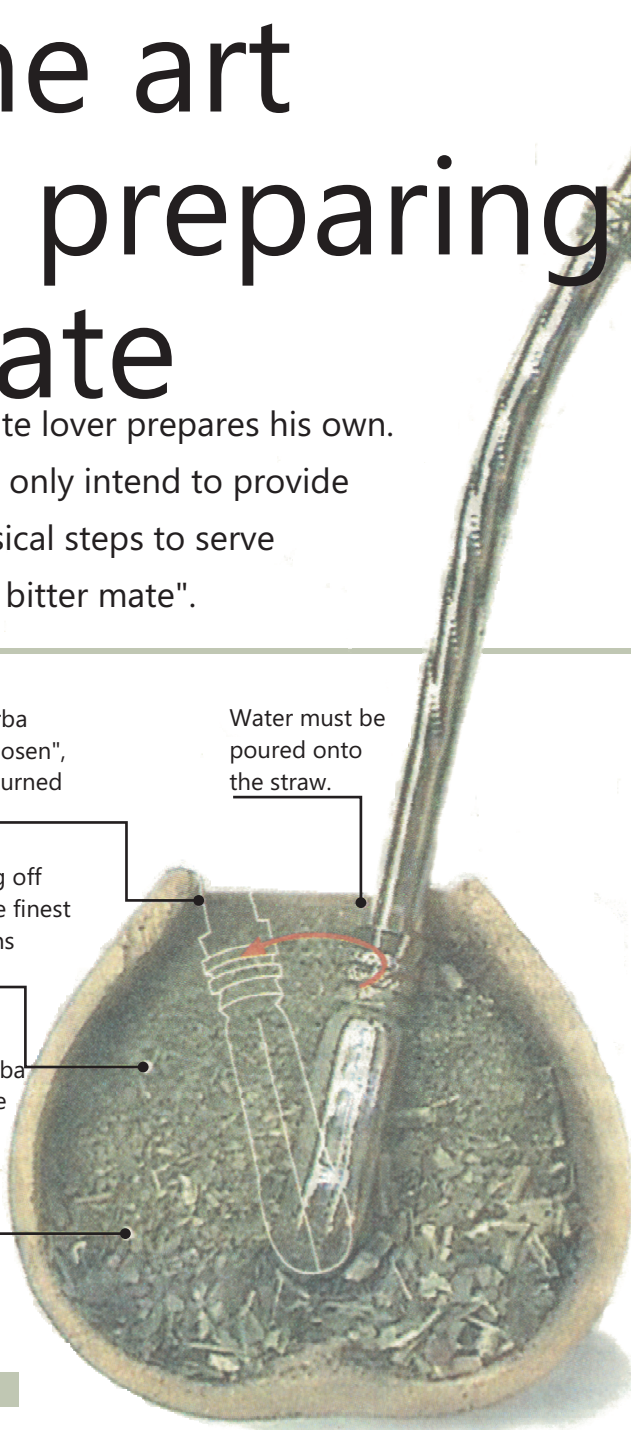 ne art
preparing
ate
te lover prepares his own.
only intend to provide
sical steps to serve
bitter mate".
rba
osen",
urned
Water must be
poured onto
the straw.
g off
e finest
ns
ba
e